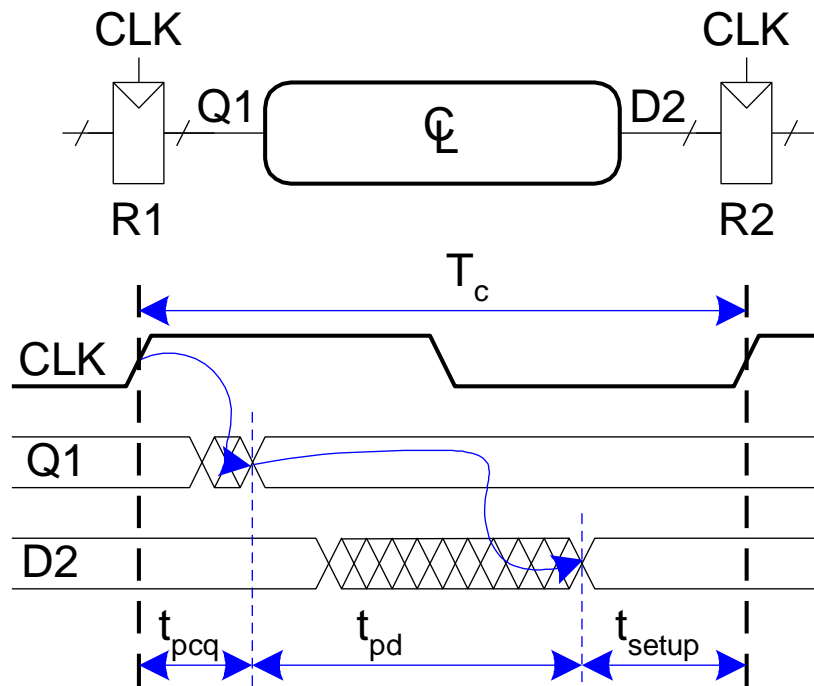 CLK CLK
Q1 CL D2
R1 R2
Tc
CLK
Q1
D2
tpcq tpd tsetup